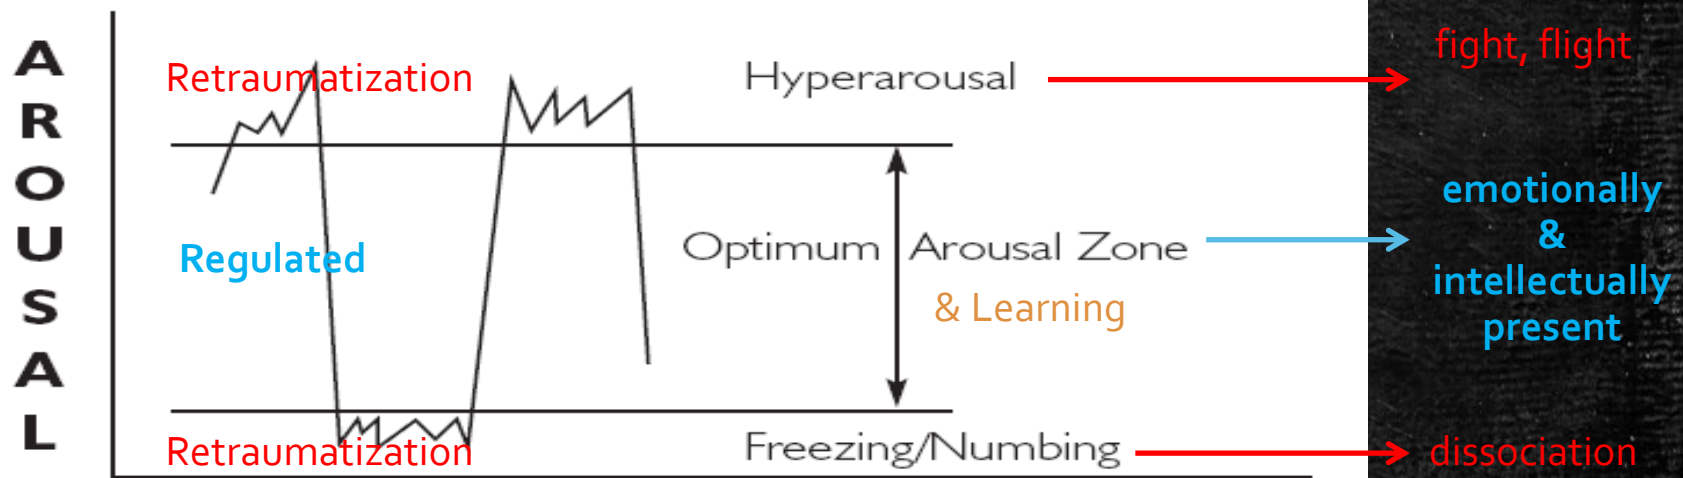 AROUSAL
Retraumatization
Hyperarousal
fight, flight
Regulated
Optimum Arousal Zone
& Learning
emotionally
&
intellectually
present
Retraumatization
Freezing/Numbing
dissociation